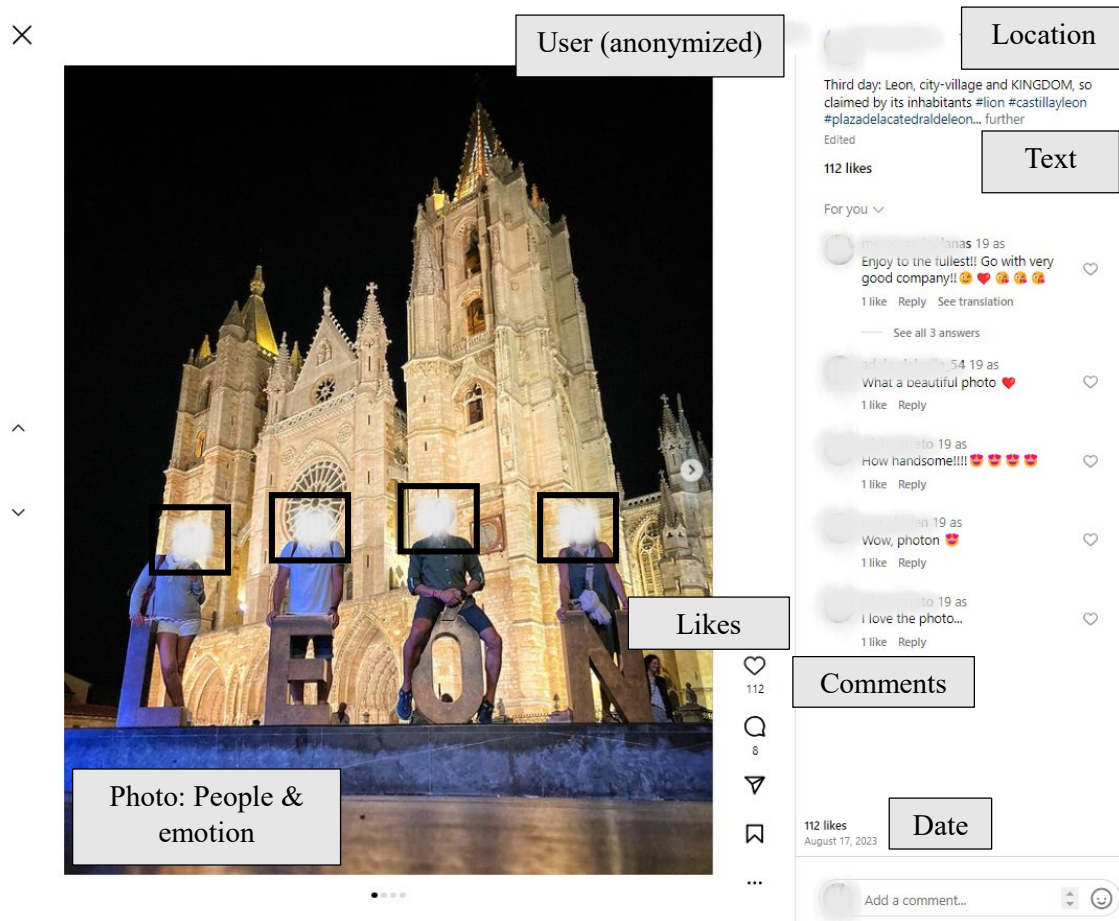 User (anonymized)
Location
Third day: Leon, city-village and KINGDOM, so
claimed by its inhabitants #lion #castillayleon
#plazadelacatedraldeleon... further
Edited
Text
112 likes
For you
19 as
Enjoy to the fullest!! Go with very
good company!!
1 like Reply See translation
See all 3 answers
_54 19 as
What a beautiful photo
1 like Reply
19 as
How handsome!!!!
1 like Reply
19 as
Wow, photon
1 like Reply
19 as
I love the photo...
1 like Reply
LEON
Likes
112
Comments
8
Photo: People &
emotion
112 likes
Date
August 17, 2023
Add a comment...